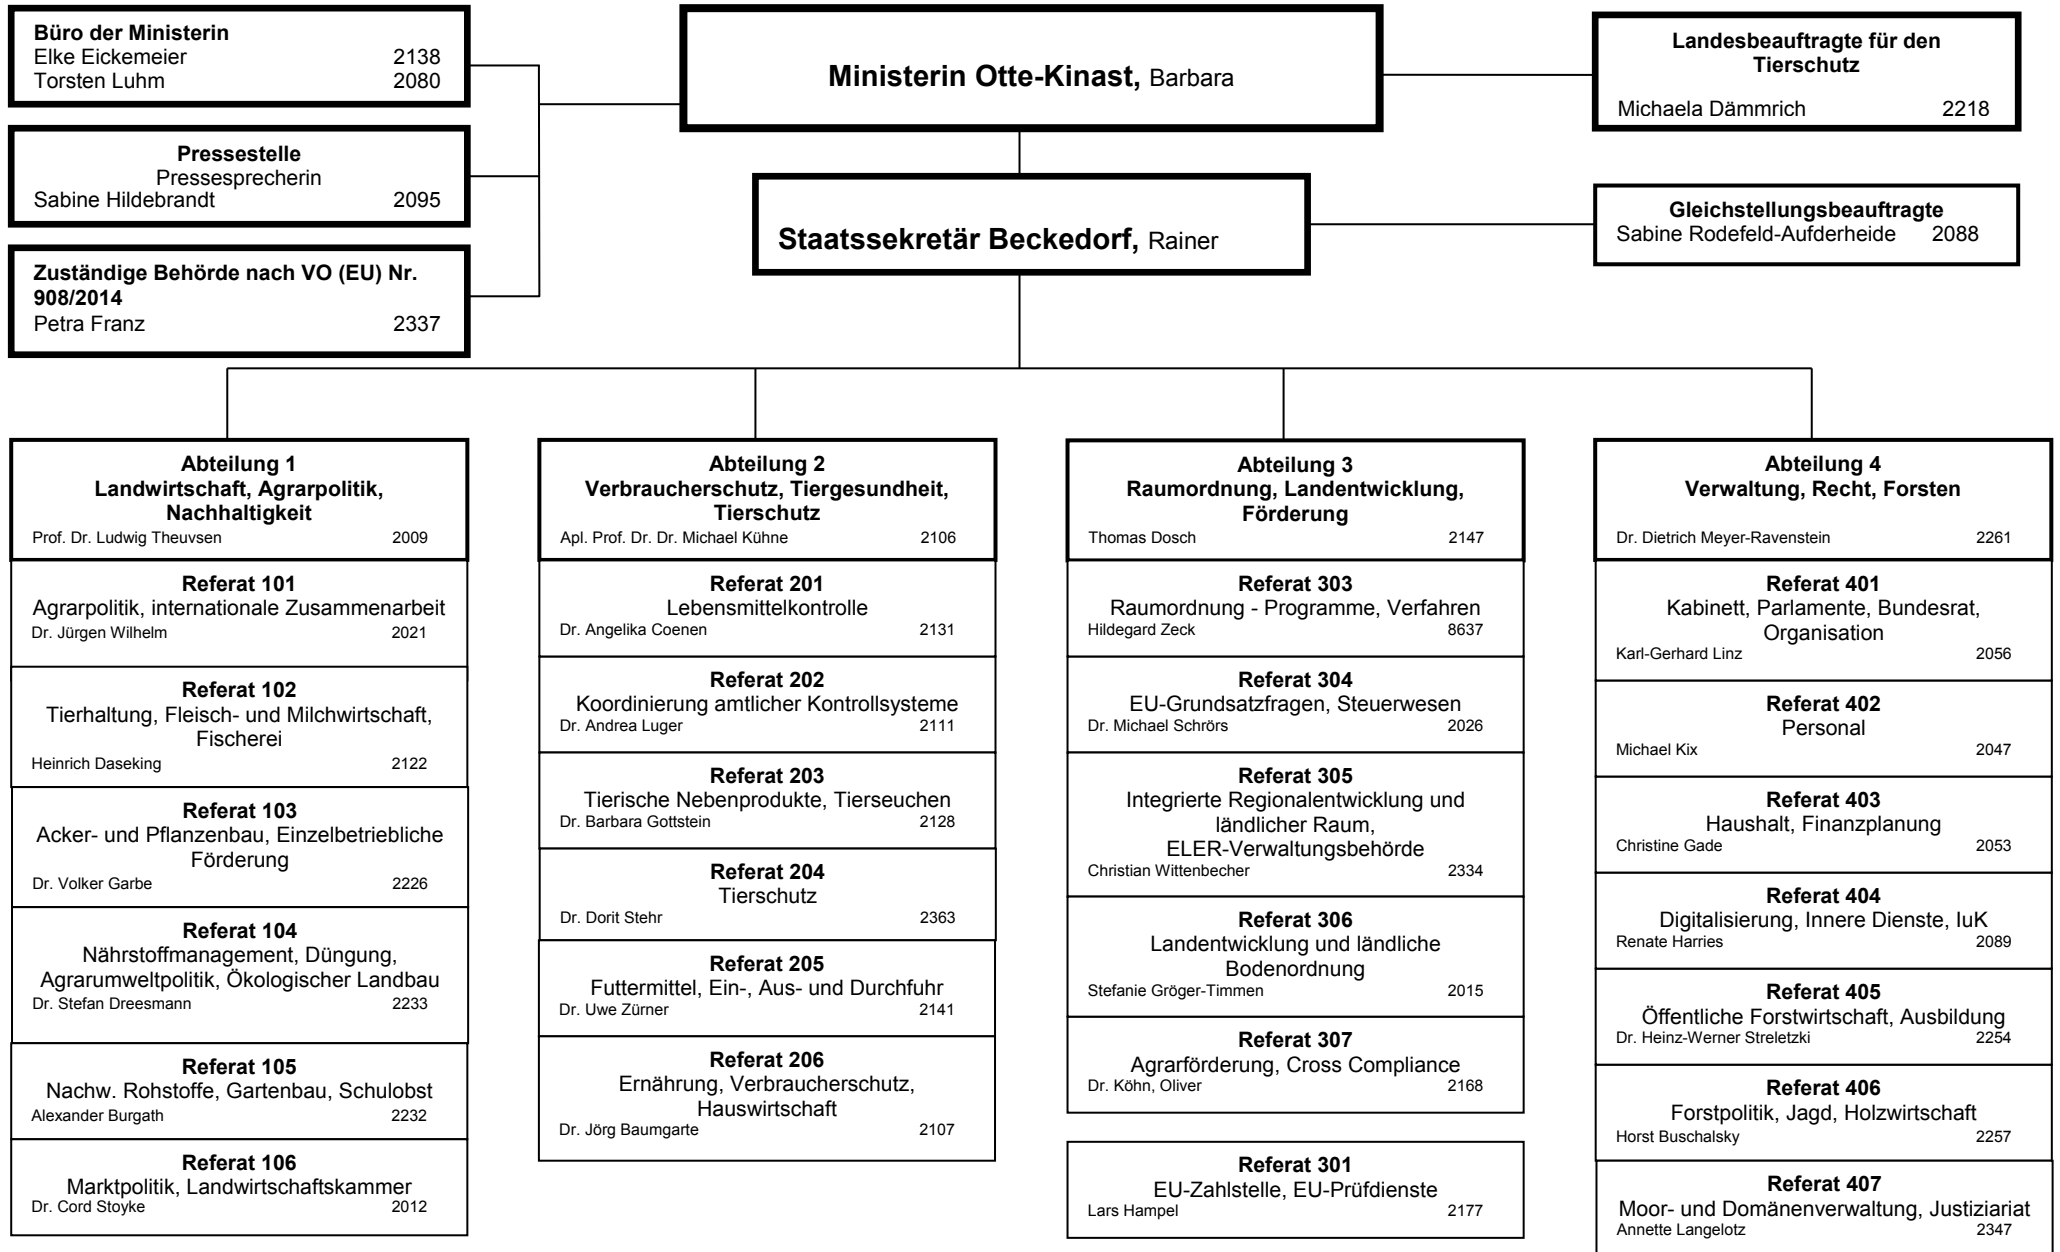 Büro der Ministerin
Elke Eickemeier 2138
Torsten Luhm 2080
Pressestelle
Pressesprecherin
Sabine Hildebrandt 2095
Zuständige Behörde nach VO (EU) Nr.
908/2014
Petra Franz 2337
Ministerin Otte-Kinast, Barbara
Staatssekretär Beckedorf, Rainer
Landesbeauftragte für den
Tierschutz
Michaela Dämmrich 2218
Gleichstellungsbeauftragte
Sabine Rodefeld-Aufderheide 2088
Abteilung 1
Landwirtschaft, Agrarpolitik,
Nachhaltigkeit
Prof. Dr. Ludwig Theuvsen 2009
Referat 101
Agrarpolitik, internationale Zusammenarbeit
Dr. Jürgen Wilhelm 2021
Referat 102
Tierhaltung, Fleisch- und Milchwirtschaft,
Fischerei
Heinrich Daseking 2122
Referat 103
Acker- und Pflanzenbau, Einzelbetriebliche
Förderung
Dr. Volker Garbe 2226
Referat 104
Nährstoffmanagement, Düngung,
Agrarumweltpolitik, Ökologischer Landbau
Dr. Stefan Dreesmann 2233
Referat 105
Nachw. Rohstoffe, Gartenbau, Schulobst
Alexander Burgath 2232
Referat 106
Marktpolitik, Landwirtschaftskammer
Dr. Cord Stoyke 2012
Abteilung 2
Verbraucherschutz, Tiergesundheit,
Tierschutz
Apl. Prof. Dr. Dr. Michael Kühne 2106
Referat 201
Lebensmittelkontrolle
Dr. Angelika Coenen 2131
Referat 202
Koordinierung amtlicher Kontrollsysteme
Dr. Andrea Luger 2111
Referat 203
Tierische Nebenprodukte, Tierseuchen
Dr. Barbara Gottstein 2128
Referat 204
Tierschutz
Dr. Dorit Stehr 2363
Referat 205
Futtermittel, Ein-, Aus- und Durchfuhr
Dr. Uwe Zürner 2141
Referat 206
Ernährung, Verbraucherschutz,
Hauswirtschaft
Dr. Jörg Baumgarte 2107
Abteilung 3
Raumordnung, Landentwicklung,
Förderung
Thomas Dosch 2147
Referat 303
Raumordnung - Programme, Verfahren
Hildegard Zeck 8637
Referat 304
EU-Grundsatzfragen, Steuerwesen
Dr. Michael Schrörs 2026
Referat 305
Integrierte Regionalentwicklung und
ländlicher Raum,
ELER-Verwaltungsbehörde
Christian Wittenbecher 2334
Referat 306
Landentwicklung und ländliche
Bodenordnung
Stefanie Gröger-Timmen 2015
Referat 307
Agrarförderung, Cross Compliance
Dr. Köhn, Oliver 2168
Referat 301
EU-Zahlstelle, EU-Prüfdienste
Lars Hampel 2177
Abteilung 4
Verwaltung, Recht, Forsten
Dr. Dietrich Meyer-Ravenstein 2261
Referat 401
Kabinett, Parlamente, Bundesrat,
Organisation
Karl-Gerhard Linz 2056
Referat 402
Personal
Michael Kix 2047
Referat 403
Haushalt, Finanzplanung
Christine Gade 2053
Referat 404
Digitalisierung, Innere Dienste, IuK
Renate Harries 2089
Referat 405
Öffentliche Forstwirtschaft, Ausbildung
Dr. Heinz-Werner Streletzki 2254
Referat 406
Forstpolitik, Jagd, Holzwirtschaft
Horst Buschalsky 2257
Referat 407
Moor- und Domänenverwaltung, Justiziariat
Annette Langelotz 2347